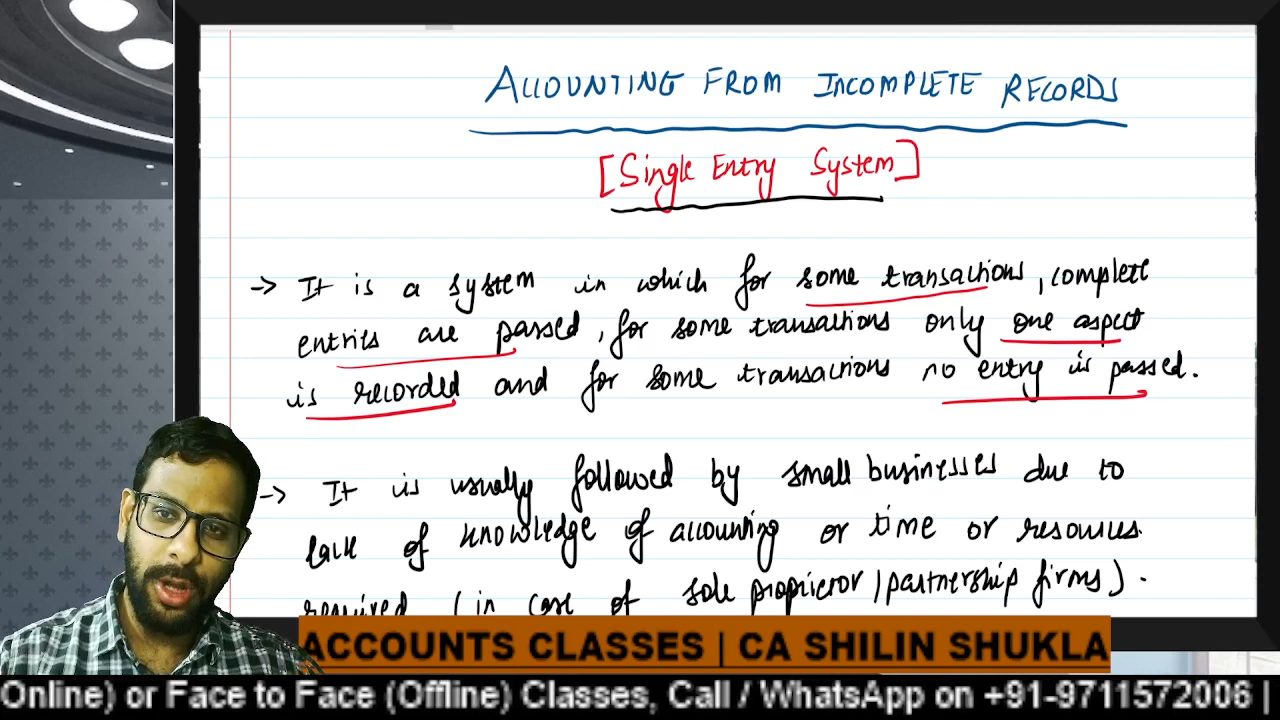 ACCOUNTING FROM INCOMPLETE RECORDS
[Single Entry System]
→ It is a system in which for some transactions, complete
entries are passed, for some transactions only one aspect
is recorded and for some transactions no entry is passed.
→ It is usually followed by small businesses due to
lack of knowledge of accounting or time or resources
required (in case of sole proprietor/partnership firms).
ACCOUNTS CLASSES | CA SHILIN SHUKLA
Online) or Face to Face (Offline) Classes, Call / WhatsApp on +91-9711572006 |